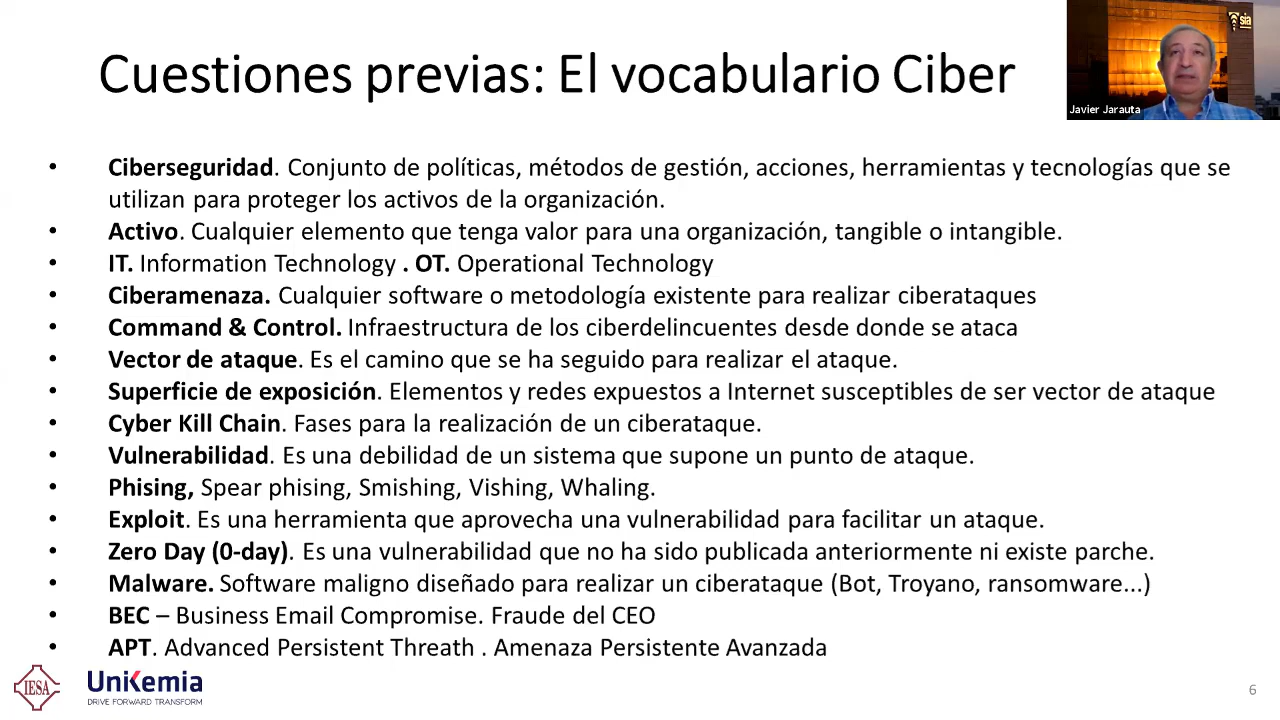 Cuestiones previas: El vocabulario Ciber
sia
Javier Jarauta
• Ciberseguridad. Conjunto de políticas, métodos de gestión, acciones, herramientas y tecnologías que se
utilizan para proteger los activos de la organización.
• Activo. Cualquier elemento que tenga valor para una organización, tangible o intangible.
• IT. Information Technology . OT. Operational Technology
• Ciberamenaza. Cualquier software o metodología existente para realizar ciberataques
• Command & Control. Infraestructura de los ciberdelincuentes desde donde se ataca
• Vector de ataque. Es el camino que se ha seguido para realizar el ataque.
• Superficie de exposición. Elementos y redes expuestos a Internet susceptibles de ser vector de ataque
• Cyber Kill Chain. Fases para la realización de un ciberataque.
• Vulnerabilidad. Es una debilidad de un sistema que supone un punto de ataque.
• Phising, Spear phising, Smishing, Vishing, Whaling.
• Exploit. Es una herramienta que aprovecha una vulnerabilidad para facilitar un ataque.
• Zero Day (0-day). Es una vulnerabilidad que no ha sido publicada anteriormente ni existe parche.
• Malware. Software maligno diseñado para realizar un ciberataque (Bot, Troyano, ransomware...)
• BEC – Business Email Compromise. Fraude del CEO
• APT. Advanced Persistent Threath . Amenaza Persistente Avanzada
IESA
UniKemia
DRIVE FORWARD TRANSFORM
6